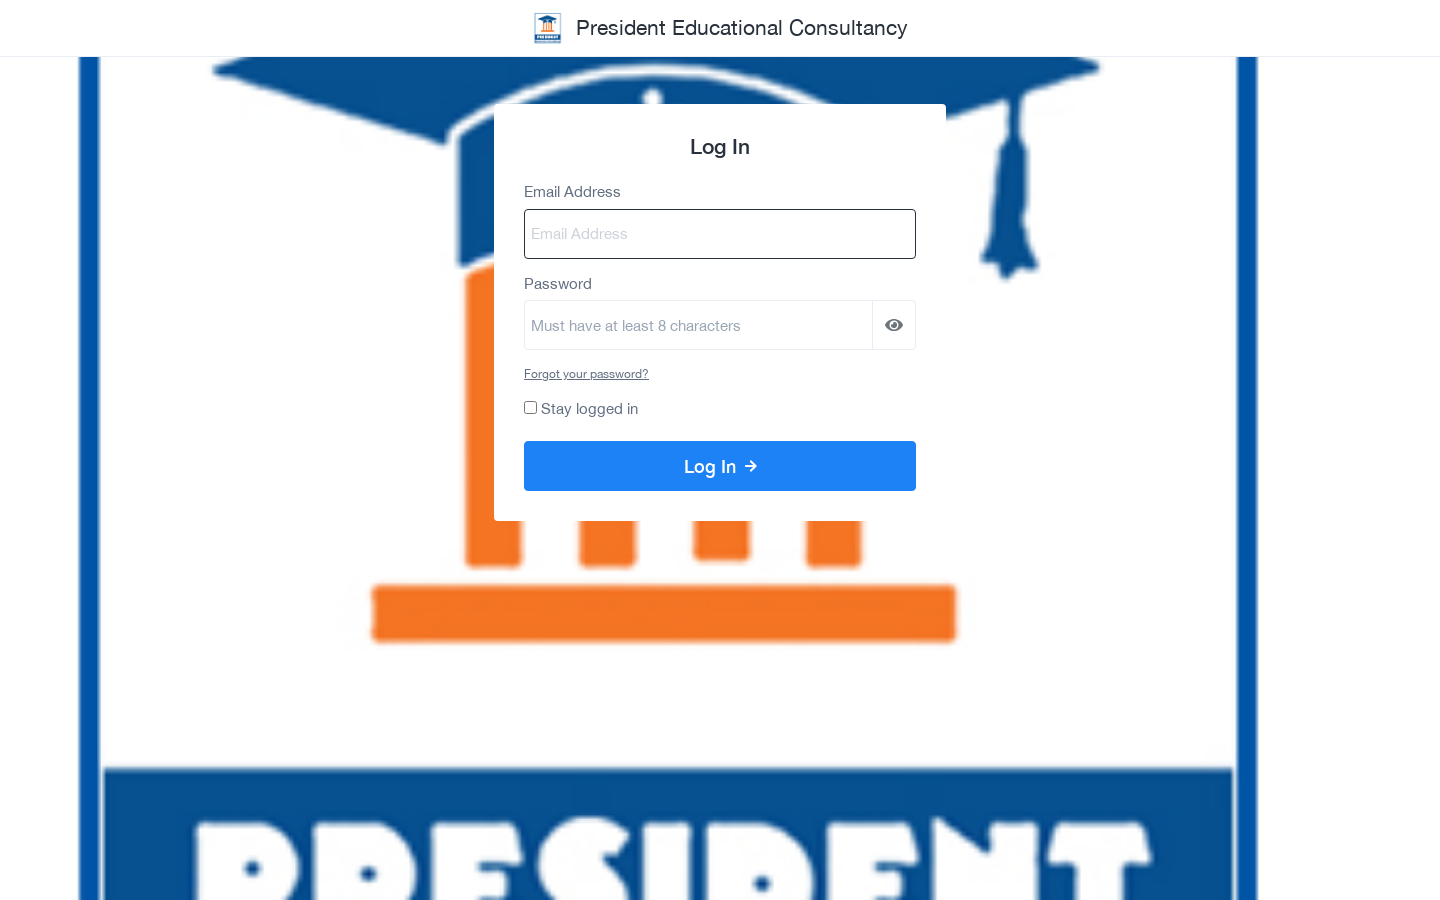 President Educational Consultancy
Log In
Email Address
Email Address
Password
Must have at least 8 characters
Forgot your password?
Stay logged in
Log In →
PRESIDENT